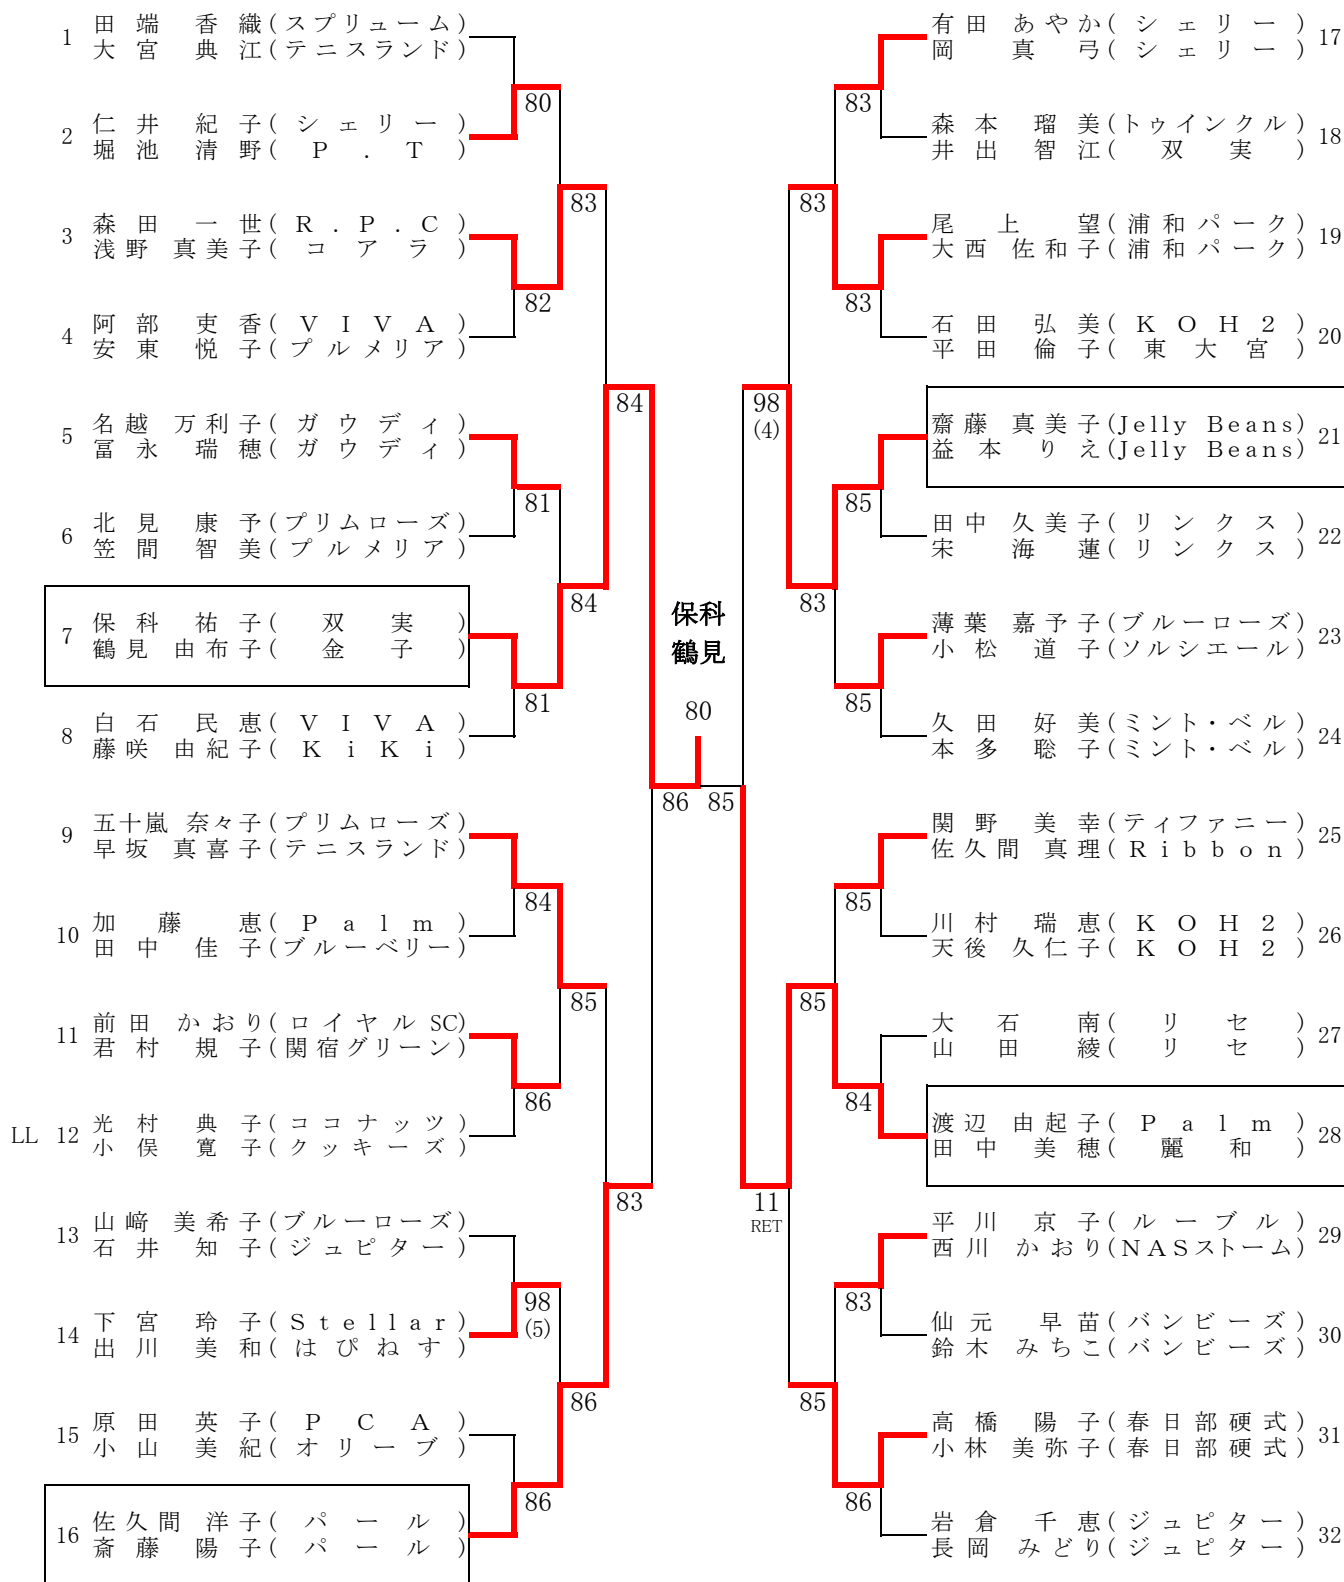 1 田端 香織(スプリューム)
大宮 典江(テニスランド)
80
2 仁井 紀子(シェリー)
堀池 清野(P.T)
83
3 森田 一世(R.P.C)
浅野 真美子(コアラ)
82
4 阿部 吏香(VIVA)
安東 悦子(プルメリア)
84
5 名越 万利子(ガウディ)
冨永 瑞穂(ガウディ)
81
6 北見 康予(プリムローズ)
笠間 智美(プルメリア)
84
7 保科 祐子(双実)
鶴見 由布子(金子)
81
8 白石 民恵(VIVA)
藤咲 由紀子(KiKi)
86
9 五十嵐 奈々子(プリムローズ)
早坂 真喜子(テニスランド)
84
10 加藤 恵(Palm)
田中 佳子(ブルーベリー)
85
11 前田 かおり(ロイヤルSC)
君村 規子(関宿グリーン)
86
LL 12 光村 典子(ココナッツ)
小俣 寛子(クッキーズ)
83
13 山﨑 美希子(ブルーローズ)
石井 知子(ジュピター)
98
(5)
14 下宮 玲子(Stellar)
出川 美和(はぴねす)
86
15 原田 英子(PCA)
小山 美紀(オリーブ)
86
16 佐久間 洋子(パール)
斎藤 陽子(パール)
保科
鶴見
80
有田 あやか(シェリー) 17
岡 真弓(シェリー)
83
森本 瑠美(トゥインクル) 18
井出 智江(双実)
83
尾上 望(浦和パーク) 19
大西 佐和子(浦和パーク)
83
石田 弘美(KOH2) 20
平田 倫子(東大宮)
98
(4)
齋藤 真美子(Jelly Beans) 21
益本 りえ(Jelly Beans)
85
田中 久美子(リンクス) 22
宋 海蓮(リンクス)
83
薄葉 嘉予子(ブルーローズ) 23
小松 道子(ソルシエール)
85
久田 好美(ミント・ベル) 24
本多 聡子(ミント・ベル)
85
関野 美幸(ティファニー) 25
佐久間 真理(Ribbon)
85
川村 瑞恵(KOH2) 26
天後 久仁子(KOH2)
85
大石 南(リセ) 27
山田 綾(リセ)
84
渡辺 由起子(Palm) 28
田中 美穂(麗和)
11
RET
平川 京子(ルーブル) 29
西川 かおり(NASストーム)
83
仙元 早苗(バンビーズ) 30
鈴木 みちこ(バンビーズ)
85
高橋 陽子(春日部硬式) 31
小林 美弥子(春日部硬式)
86
岩倉 千恵(ジュピター) 32
長岡 みどり(ジュピター)